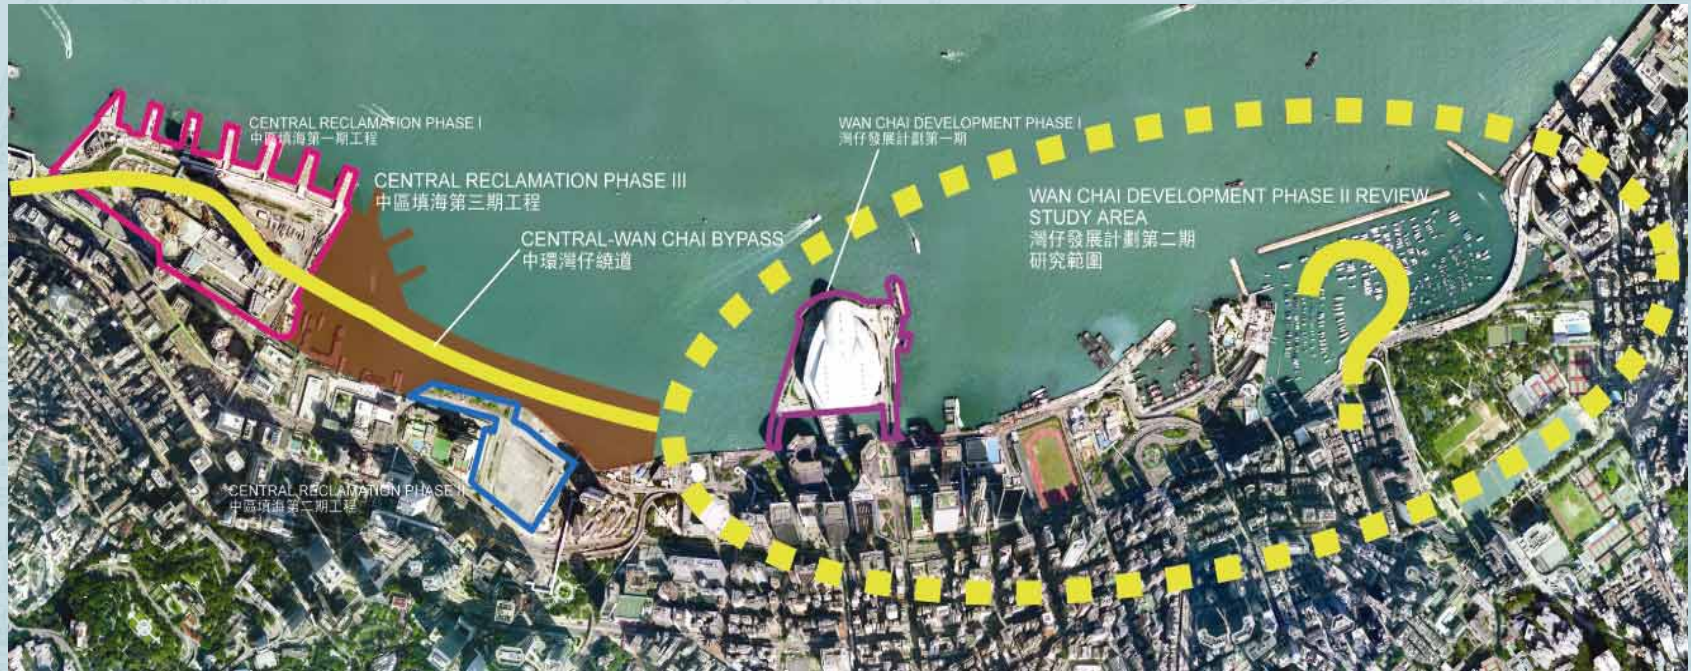 CENTRAL RECLAMATION PHASE I
中區填海第一期工程
CENTRAL RECLAMATION PHASE III
中區填海第三期工程
CENTRAL-WAN CHAI BYPASS
中環灣仔繞道
WAN CHAI DEVELOPMENT PHASE I
灣仔發展計劃第一期
WAN CHAI DEVELOPMENT PHASE II REVIEW
STUDY AREA
灣仔發展計劃第二期
研究範圍
?
CENTRAL RECLAMATION PHASE II
中區填海第二期工程